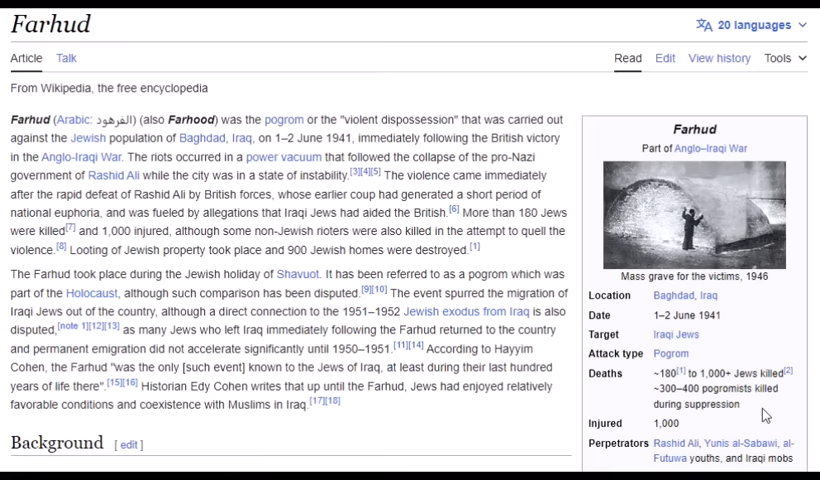 Farhud
20 languages
Article Talk Read Edit View history Tools
From Wikipedia, the free encyclopedia
Farhud (Arabic: الفرهود) (also Farhood) was the pogrom or the "violent dispossession" that was carried out
against the Jewish population of Baghdad, Iraq, on 1–2 June 1941, immediately following the British victory
in the Anglo-Iraqi War. The riots occurred in a power vacuum that followed the collapse of the pro-Nazi
government of Rashid Ali while the city was in a state of instability.[3][4][5] The violence came immediately
after the rapid defeat of Rashid Ali by British forces, whose earlier coup had generated a short period of
national euphoria, and was fueled by allegations that Iraqi Jews had aided the British.[6] More than 180 Jews
were killed[7] and 1,000 injured, although some non-Jewish rioters were also killed in the attempt to quell the
violence.[8] Looting of Jewish property took place and 900 Jewish homes were destroyed.[1]
The Farhud took place during the Jewish holiday of Shavuot. It has been referred to as a pogrom which was
part of the Holocaust, although such comparison has been disputed.[9][10] The event spurred the migration of
Iraqi Jews out of the country, although a direct connection to the 1951–1952 Jewish exodus from Iraq is also
disputed,[note 1][12][13] as many Jews who left Iraq immediately following the Farhud returned to the country
and permanent emigration did not accelerate significantly until 1950–1951.[11][14] According to Hayyim
Cohen, the Farhud "was the only [such event] known to the Jews of Iraq, at least during their last hundred
years of life there".[15][16] Historian Edy Cohen writes that up until the Farhud, Jews had enjoyed relatively
favorable conditions and coexistence with Muslims in Iraq.[17][18]
Background [ edit ]
Farhud
Part of Anglo–Iraqi War
Mass grave for the victims, 1946
Location Baghdad, Iraq
Date 1–2 June 1941
Target Iraqi Jews
Attack type Pogrom
Deaths ~180[1] to 1,000+ Jews killed[2]
~300–400 pogromists killed
during suppression
Injured 1,000
Perpetrators Rashid Ali, Yunis al-Sabawi, al-
Futuwa youths, and Iraqi mobs